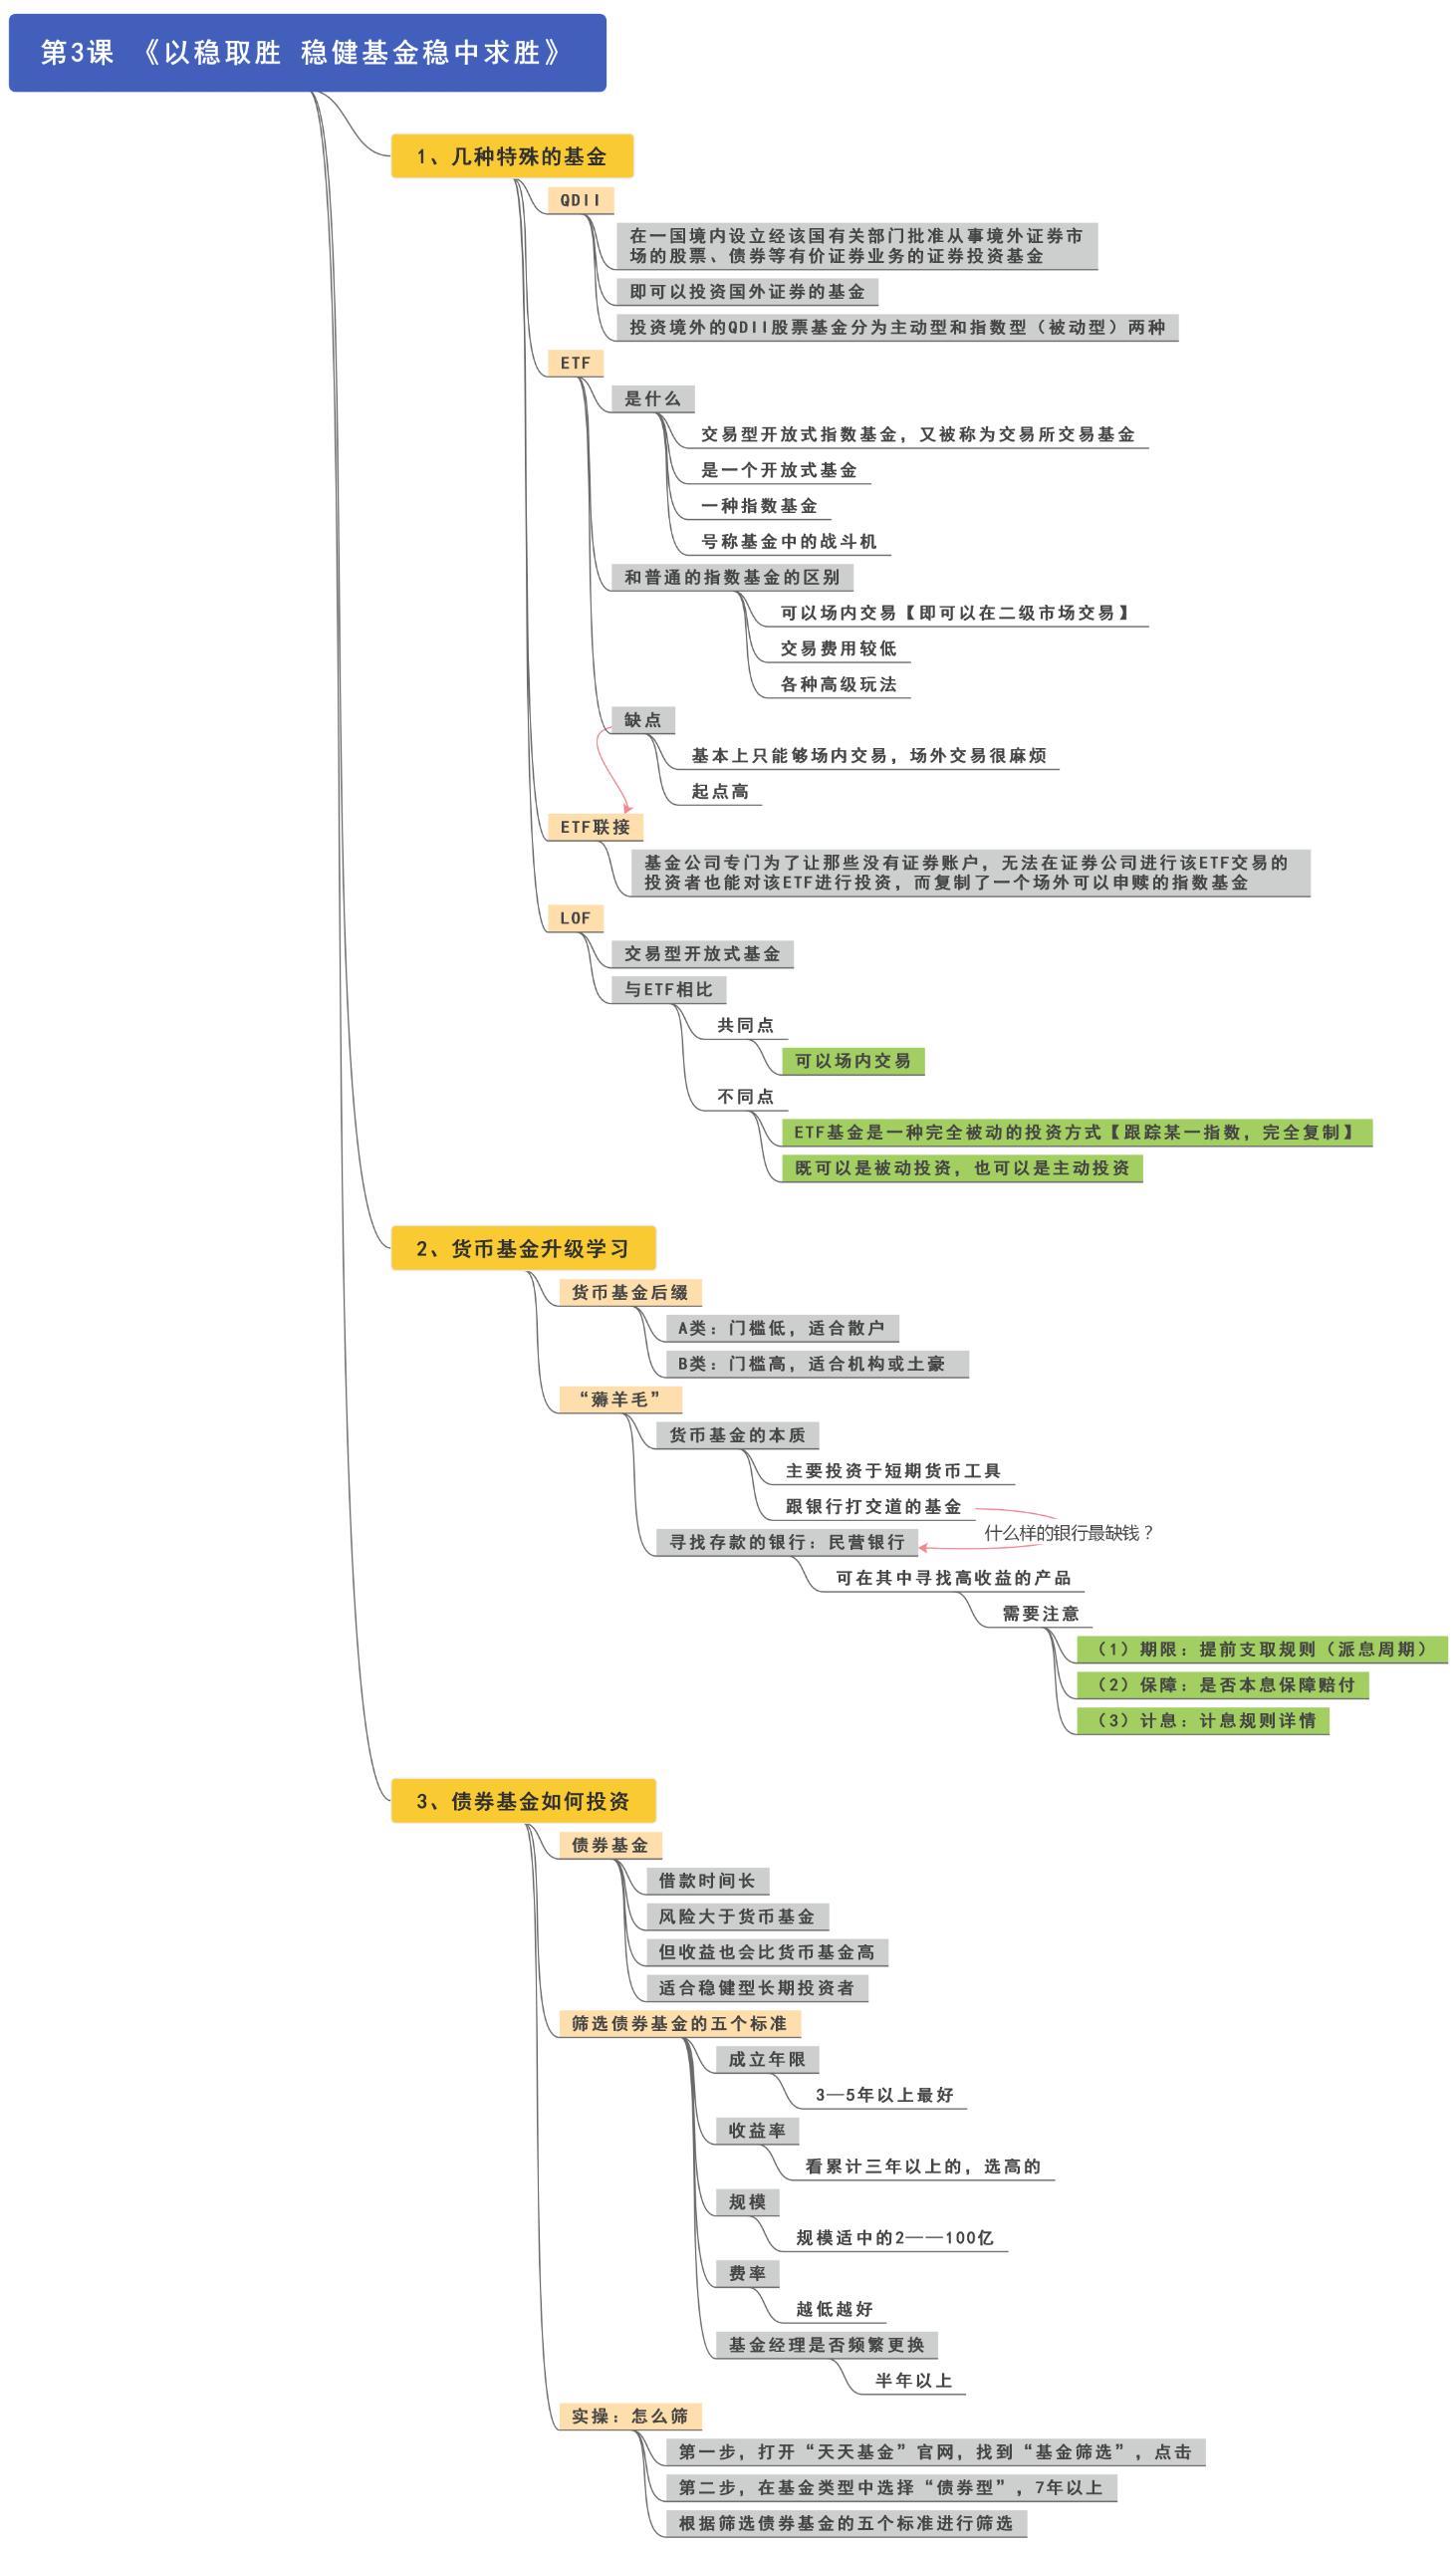 第3课 《以稳取胜 稳健基金稳中求胜》
1、几种特殊的基金
QDII
在一国境内设立经该国有关部门批准从事境外证券市
场的股票、债券等有价证券业务的证券投资基金
即可以投资国外证券的基金
投资境外的QDII股票基金分为主动型和指数型（被动型）两种
ETF
是什么
交易型开放式指数基金，又被称为交易所交易基金
是一个开放式基金
一种指数基金
号称基金中的战斗机
和普通的指数基金的区别
可以场内交易【即可以在二级市场交易】
交易费用较低
各种高级玩法
缺点
基本上只能够场内交易，场外交易很麻烦
起点高
ETF联接
基金公司专门为了让那些没有证券账户，无法在证券公司进行该ETF交易的
投资者也能对该ETF进行投资，而复制了一个场外可以申赎的指数基金
LOF
交易型开放式基金
与ETF相比
共同点
可以场内交易
不同点
ETF基金是一种完全被动的投资方式【跟踪某一指数，完全复制】
既可以是被动投资，也可以是主动投资
2、货币基金升级学习
货币基金后缀
A类：门槛低，适合散户
B类：门槛高，适合机构或土豪
“薅羊毛”
货币基金的本质
主要投资于短期货币工具
跟银行打交道的基金
什么样的银行最缺钱？
寻找存款的银行：民营银行
可在其中寻找高收益的产品
需要注意
（1）期限：提前支取规则（派息周期）
（2）保障：是否本息保障赔付
（3）计息：计息规则详情
3、债券基金如何投资
债券基金
借款时间长
风险大于货币基金
但收益也会比货币基金高
适合稳健型长期投资者
筛选债券基金的五个标准
成立年限
3—5年以上最好
收益率
看累计三年以上的，选高的
规模
规模适中的2——100亿
费率
越低越好
基金经理是否频繁更换
半年以上
实操：怎么筛
第一步，打开“天天基金”官网，找到“基金筛选”，点击
第二步，在基金类型中选择“债券型”，7年以上
根据筛选债券基金的五个标准进行筛选